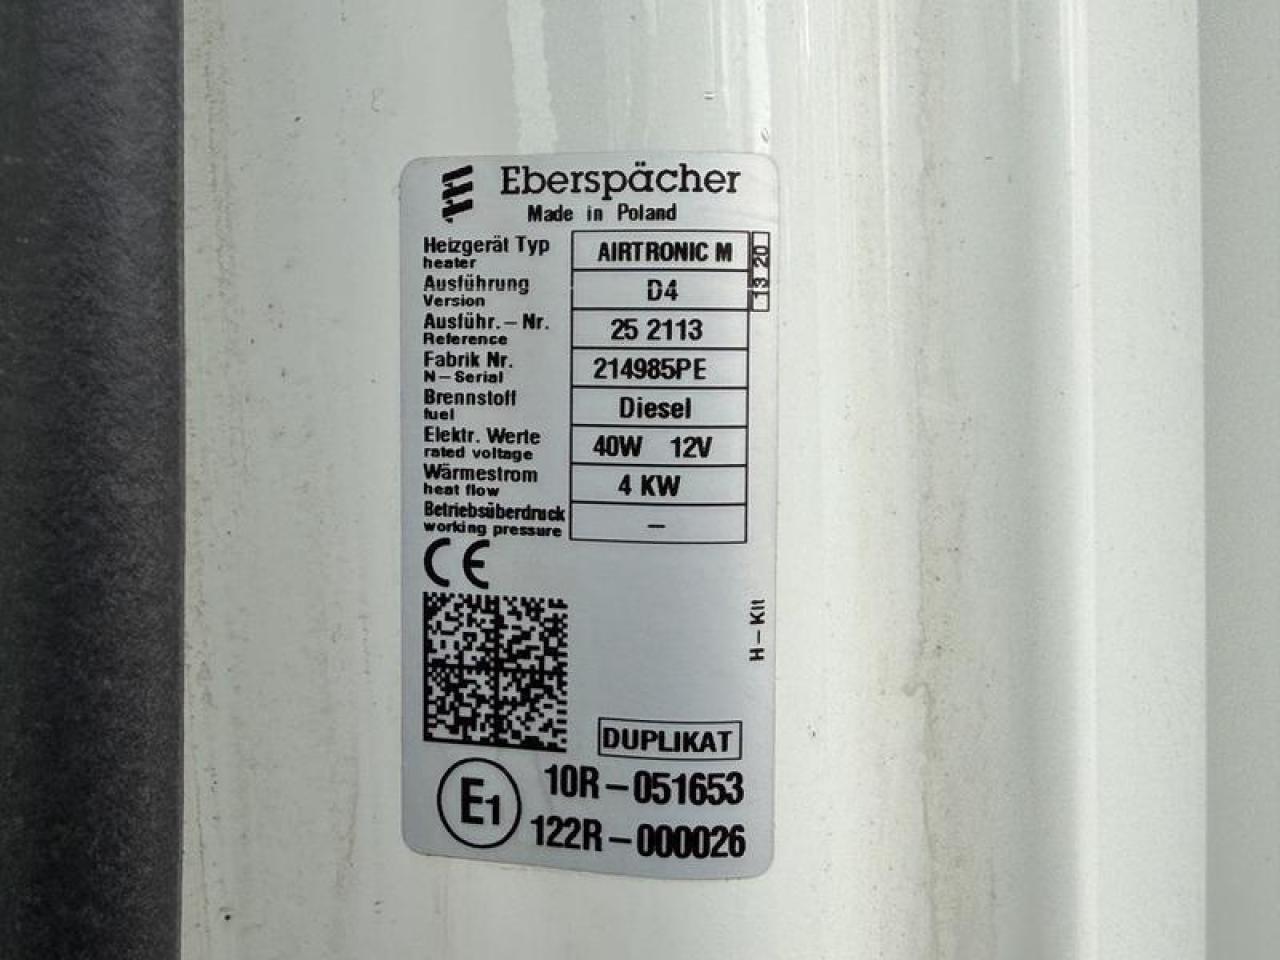 Eberspächer
Made in Poland
Heizgerät Typ AIRTRONIC M
heater
Ausführung D4
Version
Ausführ.-Nr. 25 2113
Reference
Fabrik Nr. 214985PE
N-Serial
Brennstoff Diesel
fuel
Elektr. Werte 40W 12V
rated voltage
Wärmestrom 4 KW
heat flow
Betriebsüberdruck –
working pressure
13 20
CE
H-Kit
DUPLIKAT
E1 10R-051653
122R-000026